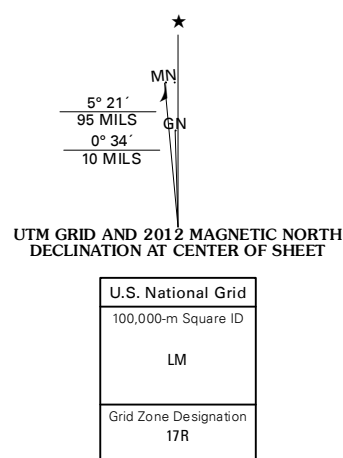 ★
MN
5° 21´
95 MILS
GN
0° 34´
10 MILS
UTM GRID AND 2012 MAGNETIC NORTH
DECLINATION AT CENTER OF SHEET
U.S. National Grid
100,000-m Square ID
LM
Grid Zone Designation
17R